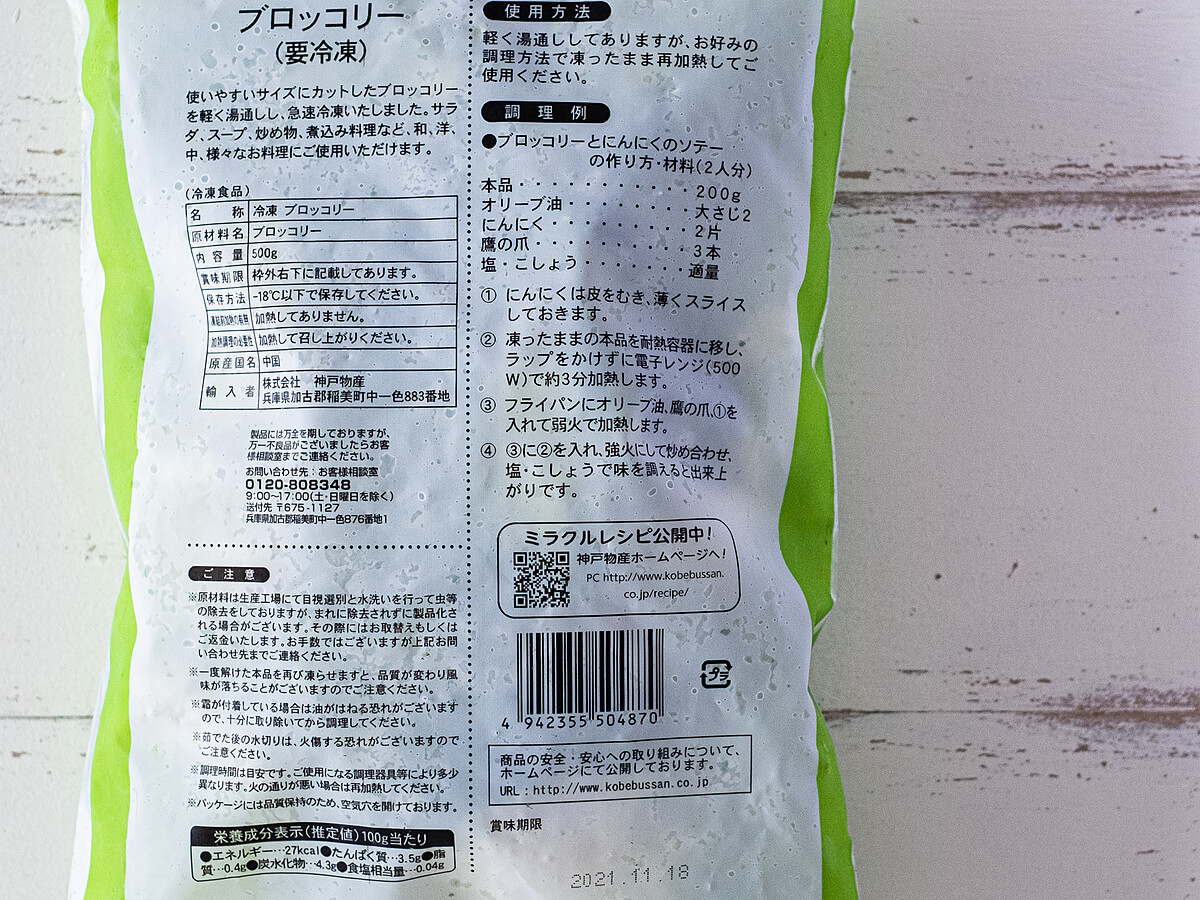 ブロッコリー
(要冷凍)
使いやすいサイズにカットしたブロッコリー
を軽く湯通しし、急速冷凍いたしました。サラ
ダ、スープ、炒め物、煮込み料理など、和、洋、
中、様々なお料理にご使用いただけます。
(冷凍食品)
名称 冷凍 ブロッコリー
原材料名 ブロッコリー
内容量 500g
賞味期限 枠外右下に記載してあります。
保存方法 -18℃以下で保存してください。
凍結前加熱の有無 加熱してありません。
加熱調理の必要性 加熱して召し上がりください。
原産国名 中国
輸入者 株式会社 神戸物産
兵庫県加古郡稲美町中一色883番地
製品には万全を期しておりますが、
万一不良品がございましたらお客
様相談室までご連絡ください。
お問い合わせ先：お客様相談室
0120-808348
9:00〜17:00(土・日曜日を除く)
送付先 〒675-1127
兵庫県加古郡稲美町中一色876番地1
ご注意
※原材料は生産工場にて目視選別と水洗いを行って虫等
の除去をしておりますが、まれに除去されずに製品化さ
れる場合がございます。その際にはお取替えもしくは
ご返金いたします。お手数ではございますが上記お問
い合わせ先までご連絡ください。
※一度解けた本品を再び凍らせますと、品質が変わり風
味が落ちることがございますのでご注意ください。
※霜が付着している場合は油がはねる恐れがございます
ので、十分に取り除いてから調理してください。
※茹でた後の水切りは、火傷する恐れがございますので
ご注意ください。
※調理時間は目安です。ご使用になる調理器具等により多少
異なります。火の通りが悪い場合は再加熱してください。
※パッケージには品質保持のため、空気穴を開けております。
栄養成分表示(推定値)100g当たり
●エネルギー…27kcal●たんぱく質…3.5g●脂
質…0.4g●炭水化物…4.3g●食塩相当量…0.04g
使用方法
軽く湯通ししてありますが、お好みの
調理方法で凍ったまま再加熱してご
使用ください。
調理例
●ブロッコリーとにんにくのソテー
の作り方・材料(2人分)
本品・・・・・・・・・・200g
オリーブ油・・・・・・・・大さじ2
にんにく・・・・・・・・・2片
鷹の爪・・・・・・・・・・3本
塩・こしょう・・・・・・・適量
① にんにくは皮をむき、薄くスライス
しておきます。
② 凍ったままの本品を耐熱容器に移し、
ラップをかけずに電子レンジ(500
W)で約3分加熱します。
③ フライパンにオリーブ油、鷹の爪、①を
入れて弱火で加熱します。
④ ③に②を入れ、強火にして炒め合わせ、
塩・こしょうで味を調えると出来上
がりです。
ミラクルレシピ公開中!
神戸物産ホームページへ!
PC http://www.kobebussan.
co.jp/recipe/
4 942355 504870
プラ
商品の安全・安心への取り組みについて、
ホームページにて公開しております。
URL：http://www.kobebussan.co.jp
賞味期限
2021.11.18